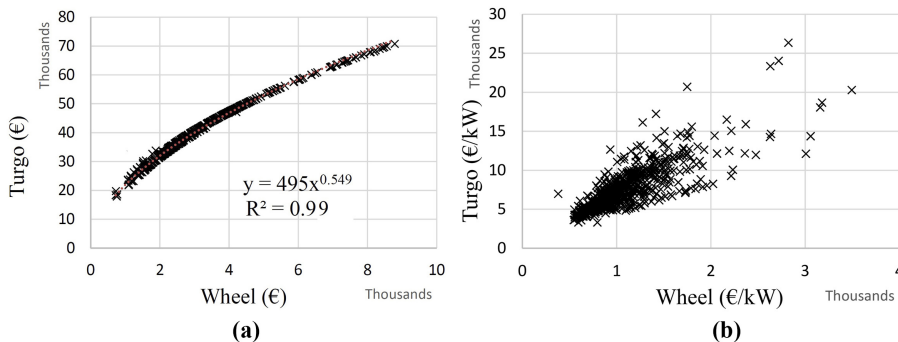 80
70
60
50
40
30
20
10
0
Thousands
Turgo (€)
y = 495x^0.549
R² = 0.99
0 2 4 6 8 10
Wheel (€)
Thousands
(a)
30
25
20
15
10
5
0
Thousands
Turgo (€/kW)
0 1 2 3 4
Wheel (€/kW)
Thousands
(b)